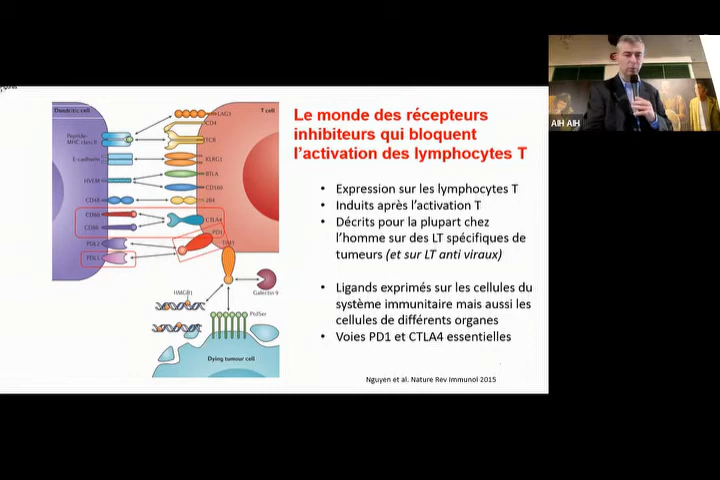 Dendritic cell
T cell
LAG3
CD4
Peptide-
MHC class II
TCR
E-cadherin
KLRG1
BTLA
HVEM
CD160
CD48
2B4
CD80
CTLA4
CD86
PD1
PDL2
TIM3
PDL1
HMGB1
Galectin 9
PtdSer
Dying tumour cell
Le monde des récepteurs
inhibiteurs qui bloquent
l’activation des lymphocytes T
• Expression sur les lymphocytes T
• Induits après l’activation T
• Décrits pour la plupart chez
l’homme sur des LT spécifiques de
tumeurs (et sur LT anti viraux)
• Ligands exprimés sur les cellules du
système immunitaire mais aussi les
cellules de différents organes
• Voies PD1 et CTLA4 essentielles
Nguyen et al. Nature Rev Immunol 2015
AIH AIH